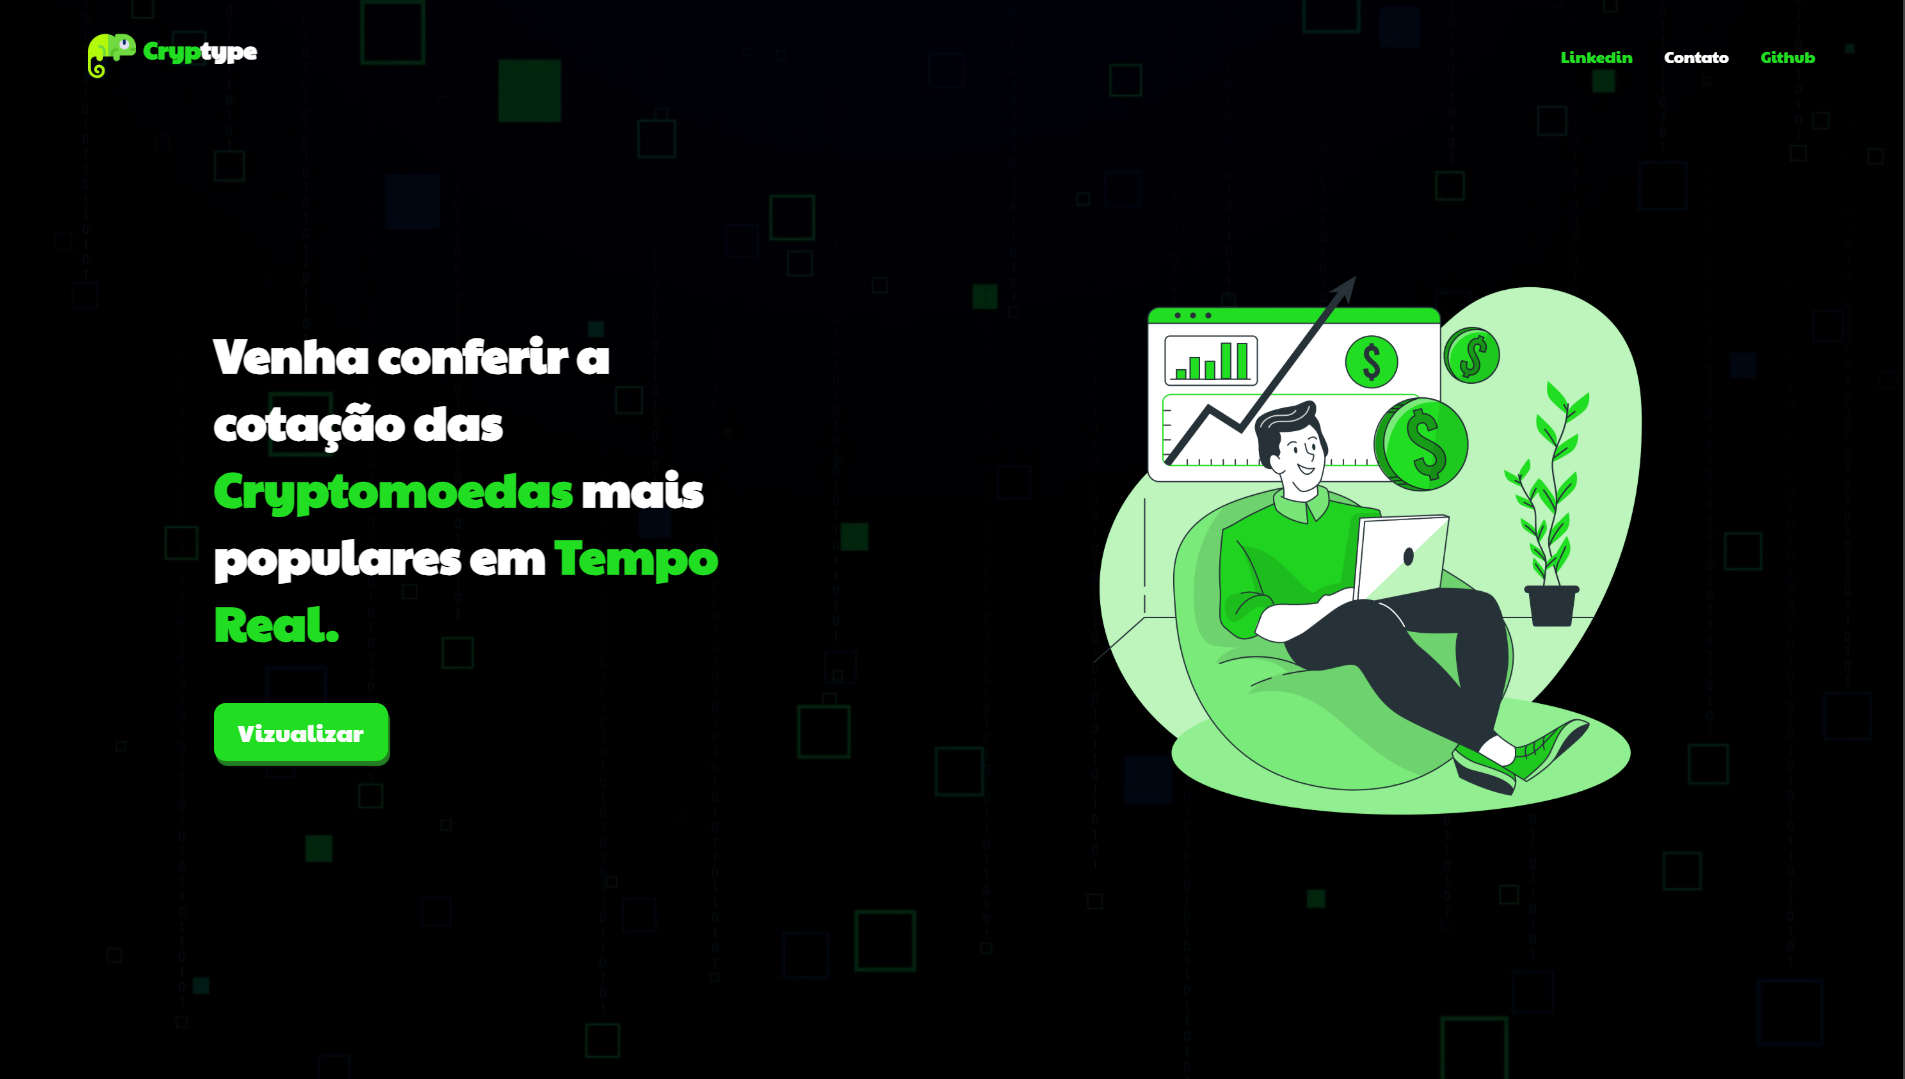 Cryptype
Linkedin Contato Github
Venha conferir a
cotação das
Cryptomoedas mais
populares em Tempo
Real.
Vizualizar